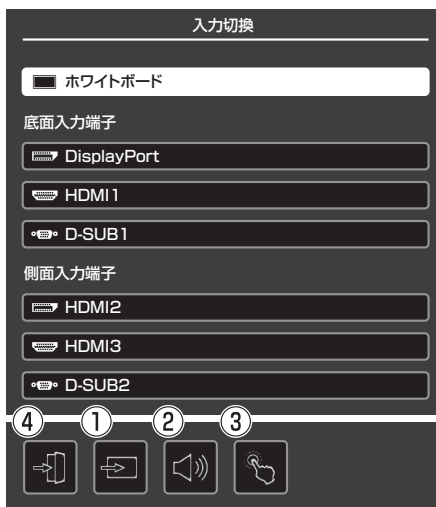 入力切換
ホワイトボード
底面入力端子
DisplayPort
HDMI1
D-SUB1
側面入力端子
HDMI2
HDMI3
D-SUB2
④ ① ② ③